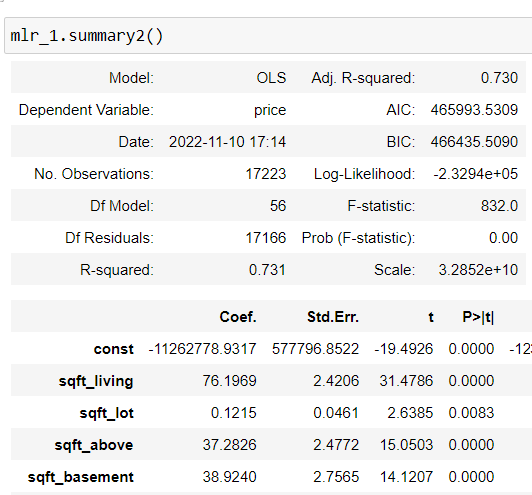 mlr_1.summary2()
Model: OLS Adj. R-squared: 0.730
Dependent Variable: price AIC: 465993.5309
Date: 2022-11-10 17:14 BIC: 466435.5090
No. Observations: 17223 Log-Likelihood: -2.3294e+05
Df Model: 56 F-statistic: 832.0
Df Residuals: 17166 Prob (F-statistic): 0.00
R-squared: 0.731 Scale: 3.2852e+10
Coef. Std.Err. t P>|t|
const -11262778.9317 577796.8522 -19.4926 0.0000
sqft_living 76.1969 2.4206 31.4786 0.0000
sqft_lot 0.1215 0.0461 2.6385 0.0083
sqft_above 37.2826 2.4772 15.0503 0.0000
sqft_basement 38.9240 2.7565 14.1207 0.0000